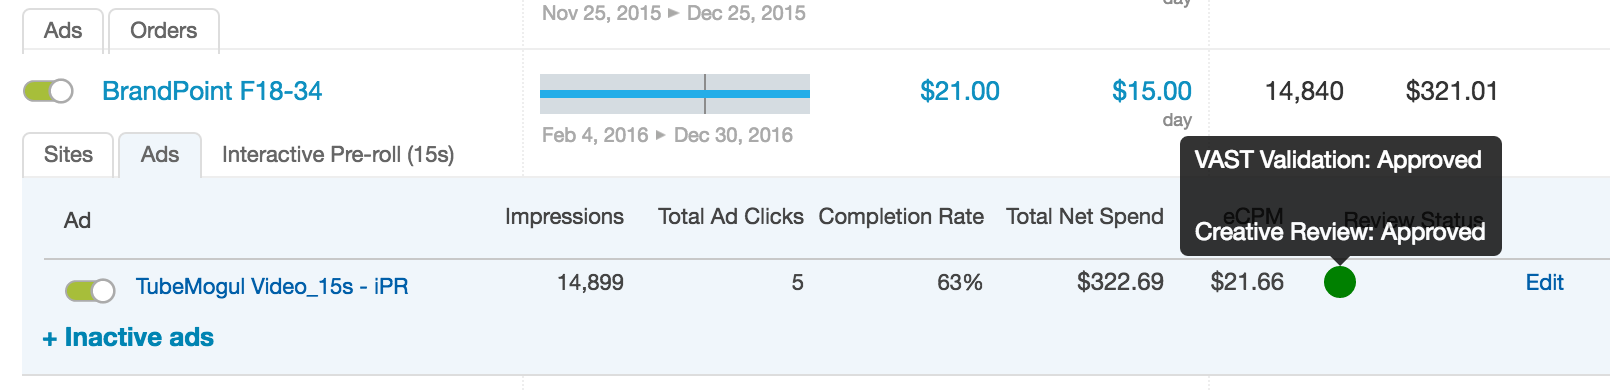 Nov 25, 2015 ▸ Dec 25, 2015
day
Ads Orders
BrandPoint F18-34 $21.00 $15.00 14,840 $321.01
day
Feb 4, 2016 ▸ Dec 30, 2016
Sites Ads Interactive Pre-roll (15s)
VAST Validation: Approved
Ad Impressions Total Ad Clicks Completion Rate Total Net Spend eCPM Review Status
Creative Review: Approved
TubeMogul Video_15s - iPR 14,899 5 63% $322.69 $21.66 Edit
+ Inactive ads